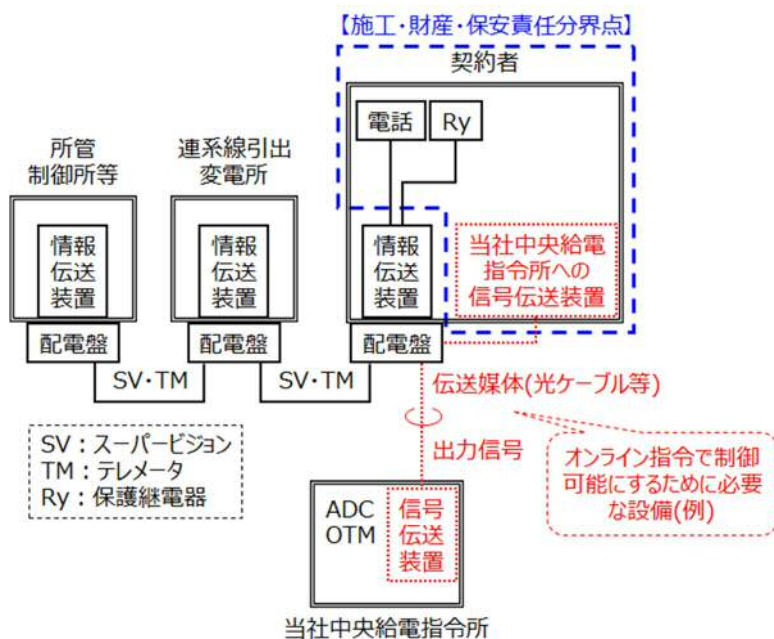 【施工・財産・保安責任分界点】
契約者
電話
Ry
所管
制御所等
連系線引出
変電所
情報
伝送
装置
情報
伝送
装置
情報
伝送
装置
当社中央給電
指令所への
信号伝送装置
配電盤
配電盤
配電盤
SV・TM
SV・TM
伝送媒体(光ケーブル等)
出力信号
SV：スーパービジョン
TM：テレメータ
Ry：保護継電器
オンライン指令で制御
可能にするために必要
な設備(例)
ADC
OTM
信号
伝送
装置
当社中央給電指令所